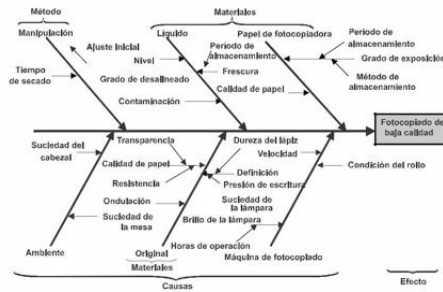 Método
Materiales
Manipulación
Líquido
Papel de fotocopiadora
Ajuste Inicial
Nivel
Período de
almacenamiento
Período de
almacenamiento
Tiempo
de secado
Grado de desalineado
Frescura
Grado de exposición
Calidad de papel
Método de
almacenamiento
Contaminación
Fotocopiado de
baja calidad
Suciedad del
cabezal
Transparencia
Dureza del lápiz
Velocidad
Calidad de papel
Definición
Condición del rollo
Resistencia
Presión de escritura
Ondulación
Suciedad de
la lámpara
Suciedad de
la mesa
Brillo de la lámpara
Horas de operación
Ambiente
Original
Máquina de fotocopiado
Materiales
Causas
Efecto